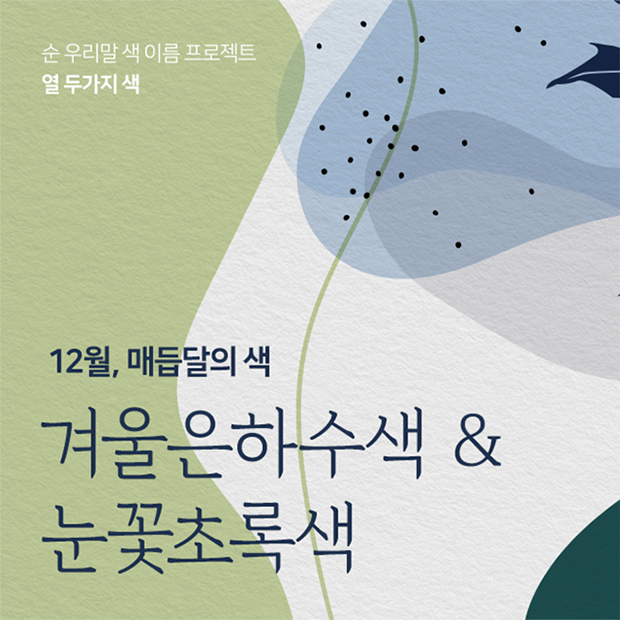 순 우리말 색 이름 프로젝트
열 두가지 색
12월, 매듭달의 색
겨울은하수색 &
눈꽃초록색